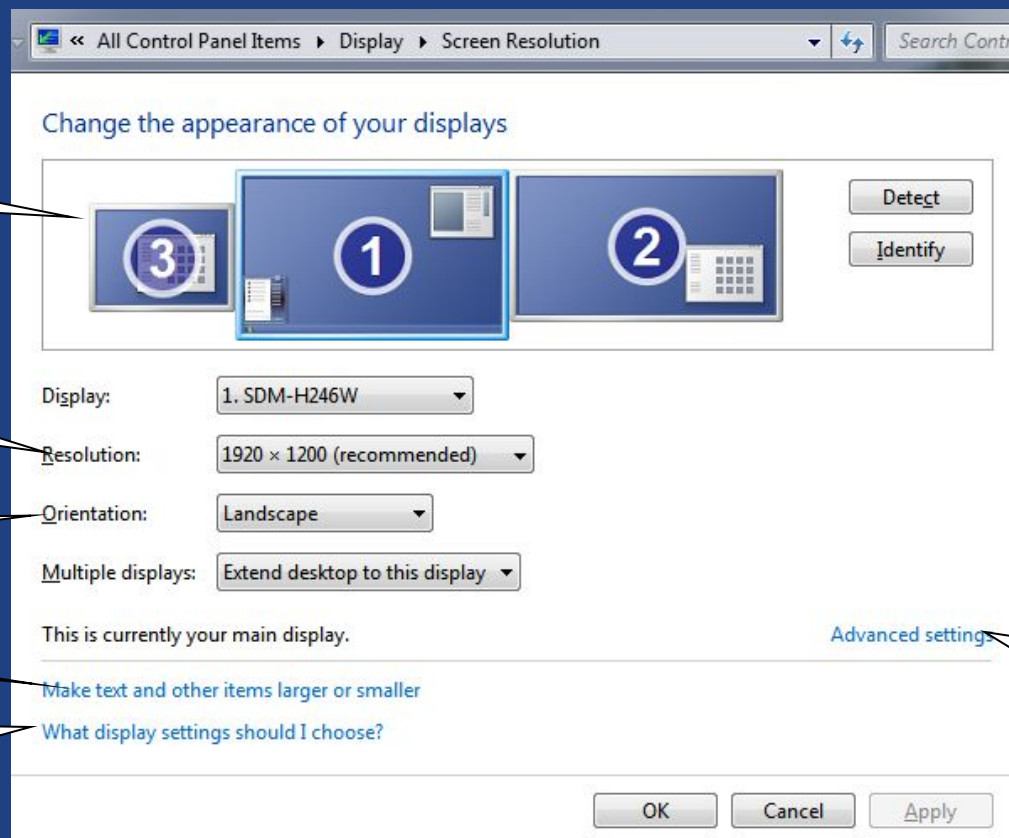 « All Control Panel Items ▸ Display ▸ Screen Resolution
Search Contr
Change the appearance of your displays
3 1 2
Detect
Identify
Display: 1. SDM-H246W
Resolution: 1920 × 1200 (recommended)
Orientation: Landscape
Multiple displays: Extend desktop to this display
This is currently your main display. Advanced settings
Make text and other items larger or smaller
What display settings should I choose?
OK Cancel Apply